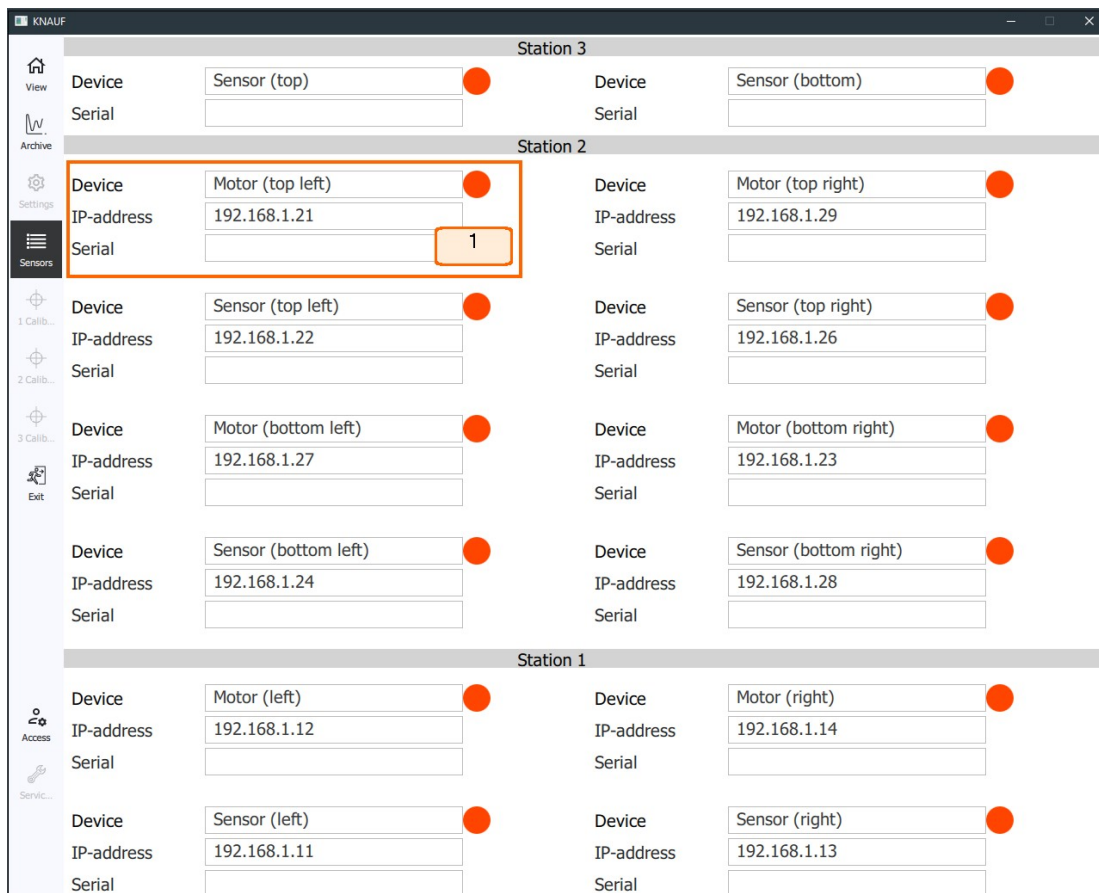 KNAUF
View
Archive
Settings
Sensors
1 Calib...
2 Calib...
3 Calib...
Exit
Access
Servic...
Station 3
Device Sensor (top) Device Sensor (bottom)
Serial Serial
Station 2
Device Motor (top left) Device Motor (top right)
IP-address 192.168.1.21 IP-address 192.168.1.29
Serial 1 Serial
Device Sensor (top left) Device Sensor (top right)
IP-address 192.168.1.22 IP-address 192.168.1.26
Serial Serial
Device Motor (bottom left) Device Motor (bottom right)
IP-address 192.168.1.27 IP-address 192.168.1.23
Serial Serial
Device Sensor (bottom left) Device Sensor (bottom right)
IP-address 192.168.1.24 IP-address 192.168.1.28
Serial Serial
Station 1
Device Motor (left) Device Motor (right)
IP-address 192.168.1.12 IP-address 192.168.1.14
Serial Serial
Device Sensor (left) Device Sensor (right)
IP-address 192.168.1.11 IP-address 192.168.1.13
Serial Serial